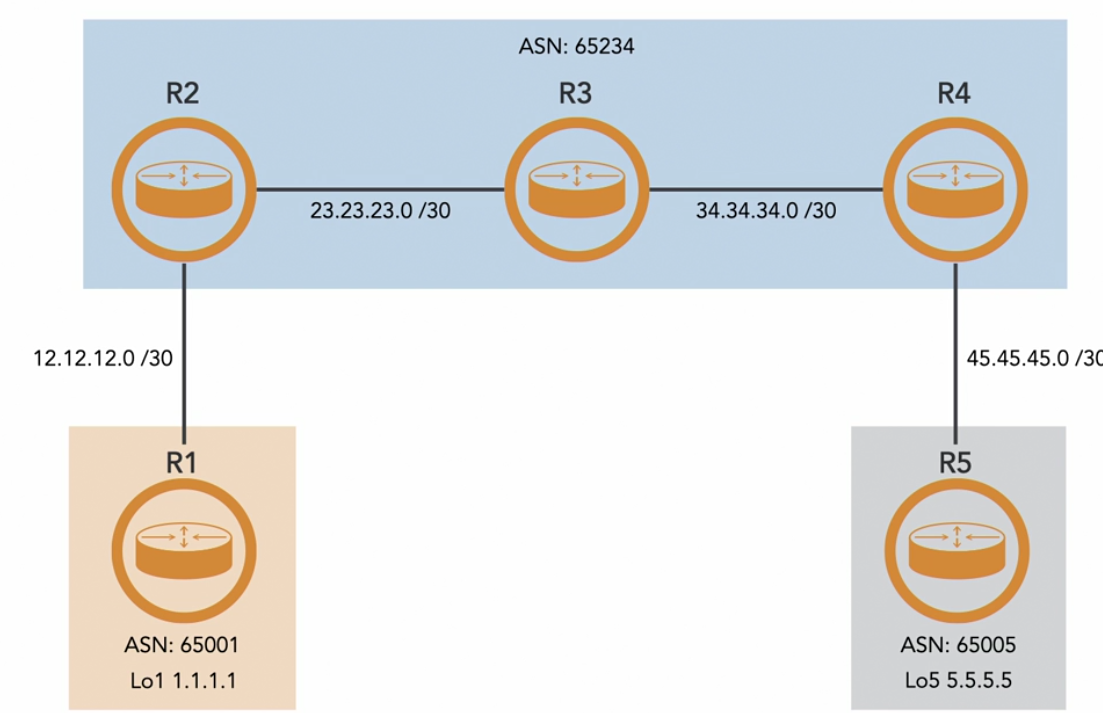 ASN: 65234
R2
R3
R4
23.23.23.0 /30
34.34.34.0 /30
12.12.12.0 /30
45.45.45.0 /30
R1
R5
ASN: 65001
Lo1 1.1.1.1
ASN: 65005
Lo5 5.5.5.5